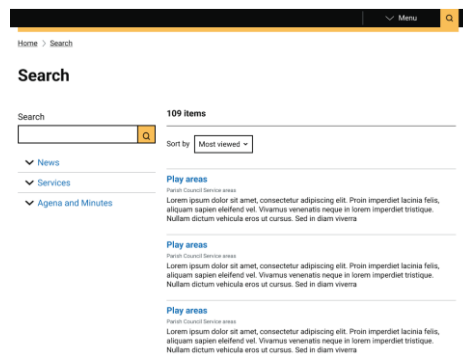 Menu
Home > Search
Search
Search
News
Services
Agena and Minutes
109 items
Sort by Most viewed
Play areas
Parish Council Service areas
Lorem ipsum dolor sit amet, consectetur adipiscing elit. Proin imperdiet lacinia felis,
aliquam sapien eleifend vel. Vivamus venenatis neque in lorem imperdiet tristique.
Nullam dictum vehicula eros ut cursus. Sed in diam viverra
Play areas
Parish Council Service areas
Lorem ipsum dolor sit amet, consectetur adipiscing elit. Proin imperdiet lacinia felis,
aliquam sapien eleifend vel. Vivamus venenatis neque in lorem imperdiet tristique.
Nullam dictum vehicula eros ut cursus. Sed in diam viverra
Play areas
Parish Council Service areas
Lorem ipsum dolor sit amet, consectetur adipiscing elit. Proin imperdiet lacinia felis,
aliquam sapien eleifend vel. Vivamus venenatis neque in lorem imperdiet tristique.
Nullam dictum vehicula eros ut cursus. Sed in diam viverra